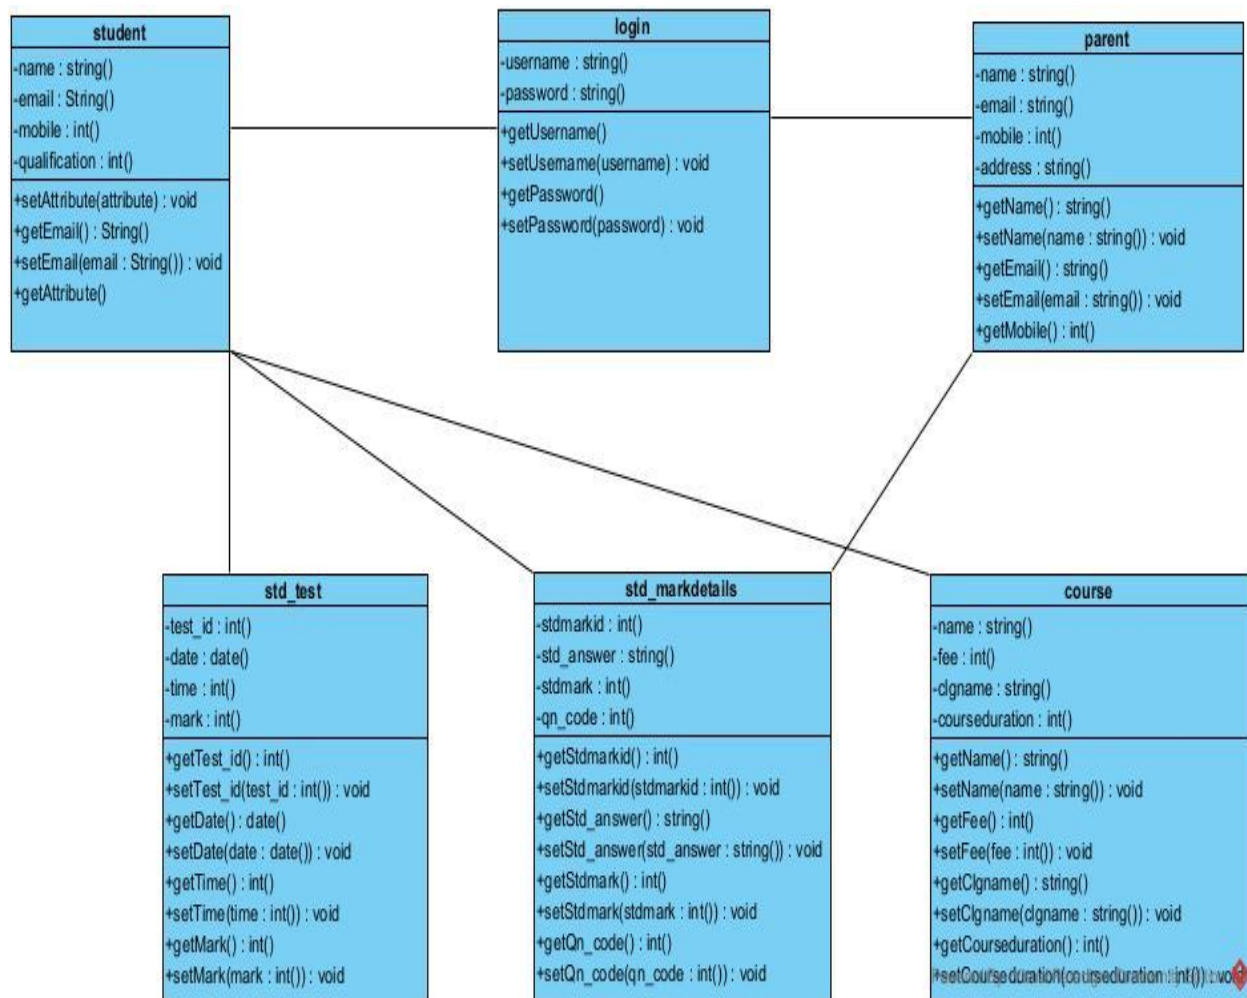 student
-name : string()
-email : String()
-mobile : int()
-qualification : int()
+setAttribute(attribute) : void
+getEmail() : String()
+setEmail(email : String()) : void
+getAttribute()
login
-username : string()
-password : string()
+getUsername()
+setUsername(username) : void
+getPassword()
+setPassword(password) : void
parent
-name : string()
-email : string()
-mobile : int()
-address : string()
+getName() : string()
+setName(name : string()) : void
+getEmail() : string()
+setEmail(email : string()) : void
+getMobile() : int()
std_test
-test_id : int()
-date : date()
-time : int()
-mark : int()
+getTest_id() : int()
+setTest_id(test_id : int()) : void
+getDate() : date()
+setDate(date : date()) : void
+getTime() : int()
+setTime(time : int()) : void
+getMark() : int()
+setMark(mark : int()) : void
std_markdetails
-stdmarkid : int()
-std_answer : string()
-stdmark : int()
-qn_code : int()
+getStdmarkid() : int()
+setStdmarkid(stdmarkid : int()) : void
+getStd_answer() : string()
+setStd_answer(std_answer : string()) : void
+getStdmark() : int()
+setStdmark(stdmark : int()) : void
+getQn_code() : int()
+setQn_code(qn_code : int()) : void
course
-name : string()
-fee : int()
-clgname : string()
-courseduration : int()
+getName() : string()
+setName(name : string()) : void
+getFee() : int()
+setFee(fee : int()) : void
+getClgname() : string()
+setClgname(clgname : string()) : void
+getCourseduration() : int()
+setCourseduration(courseduration : int()) : void